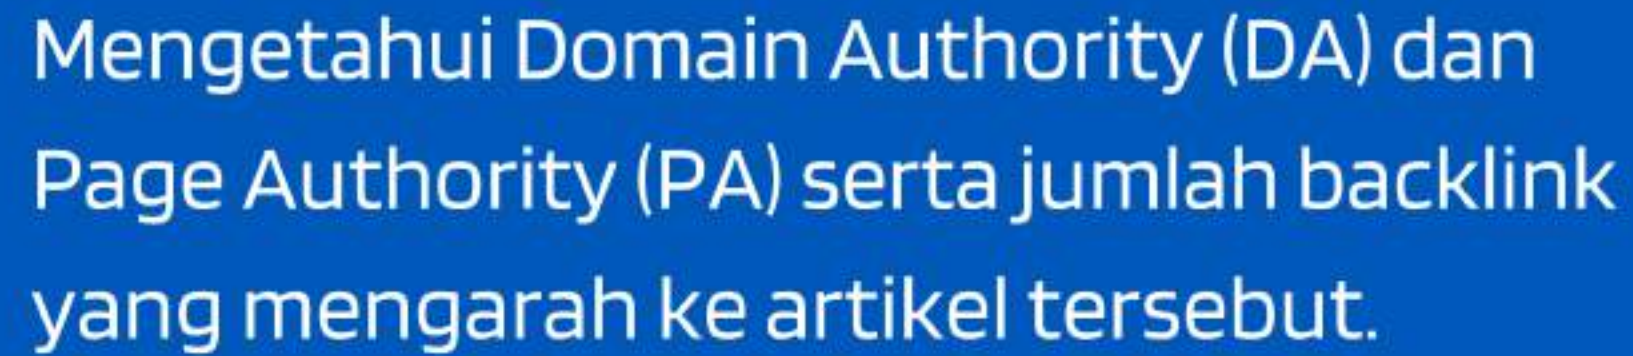 Mengetahui Domain Authority (DA) dan
Page Authority (PA) serta jumlah backlink
yang mengarah ke artikel tersebut.